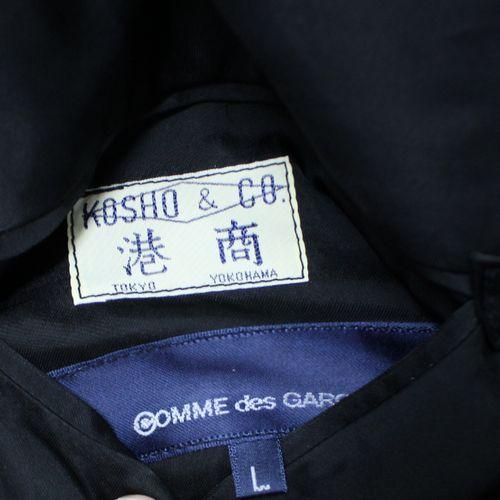 KOSHO & CO.
港 商
TOKYO YOKOHAMA
COMME des GARÇ
L